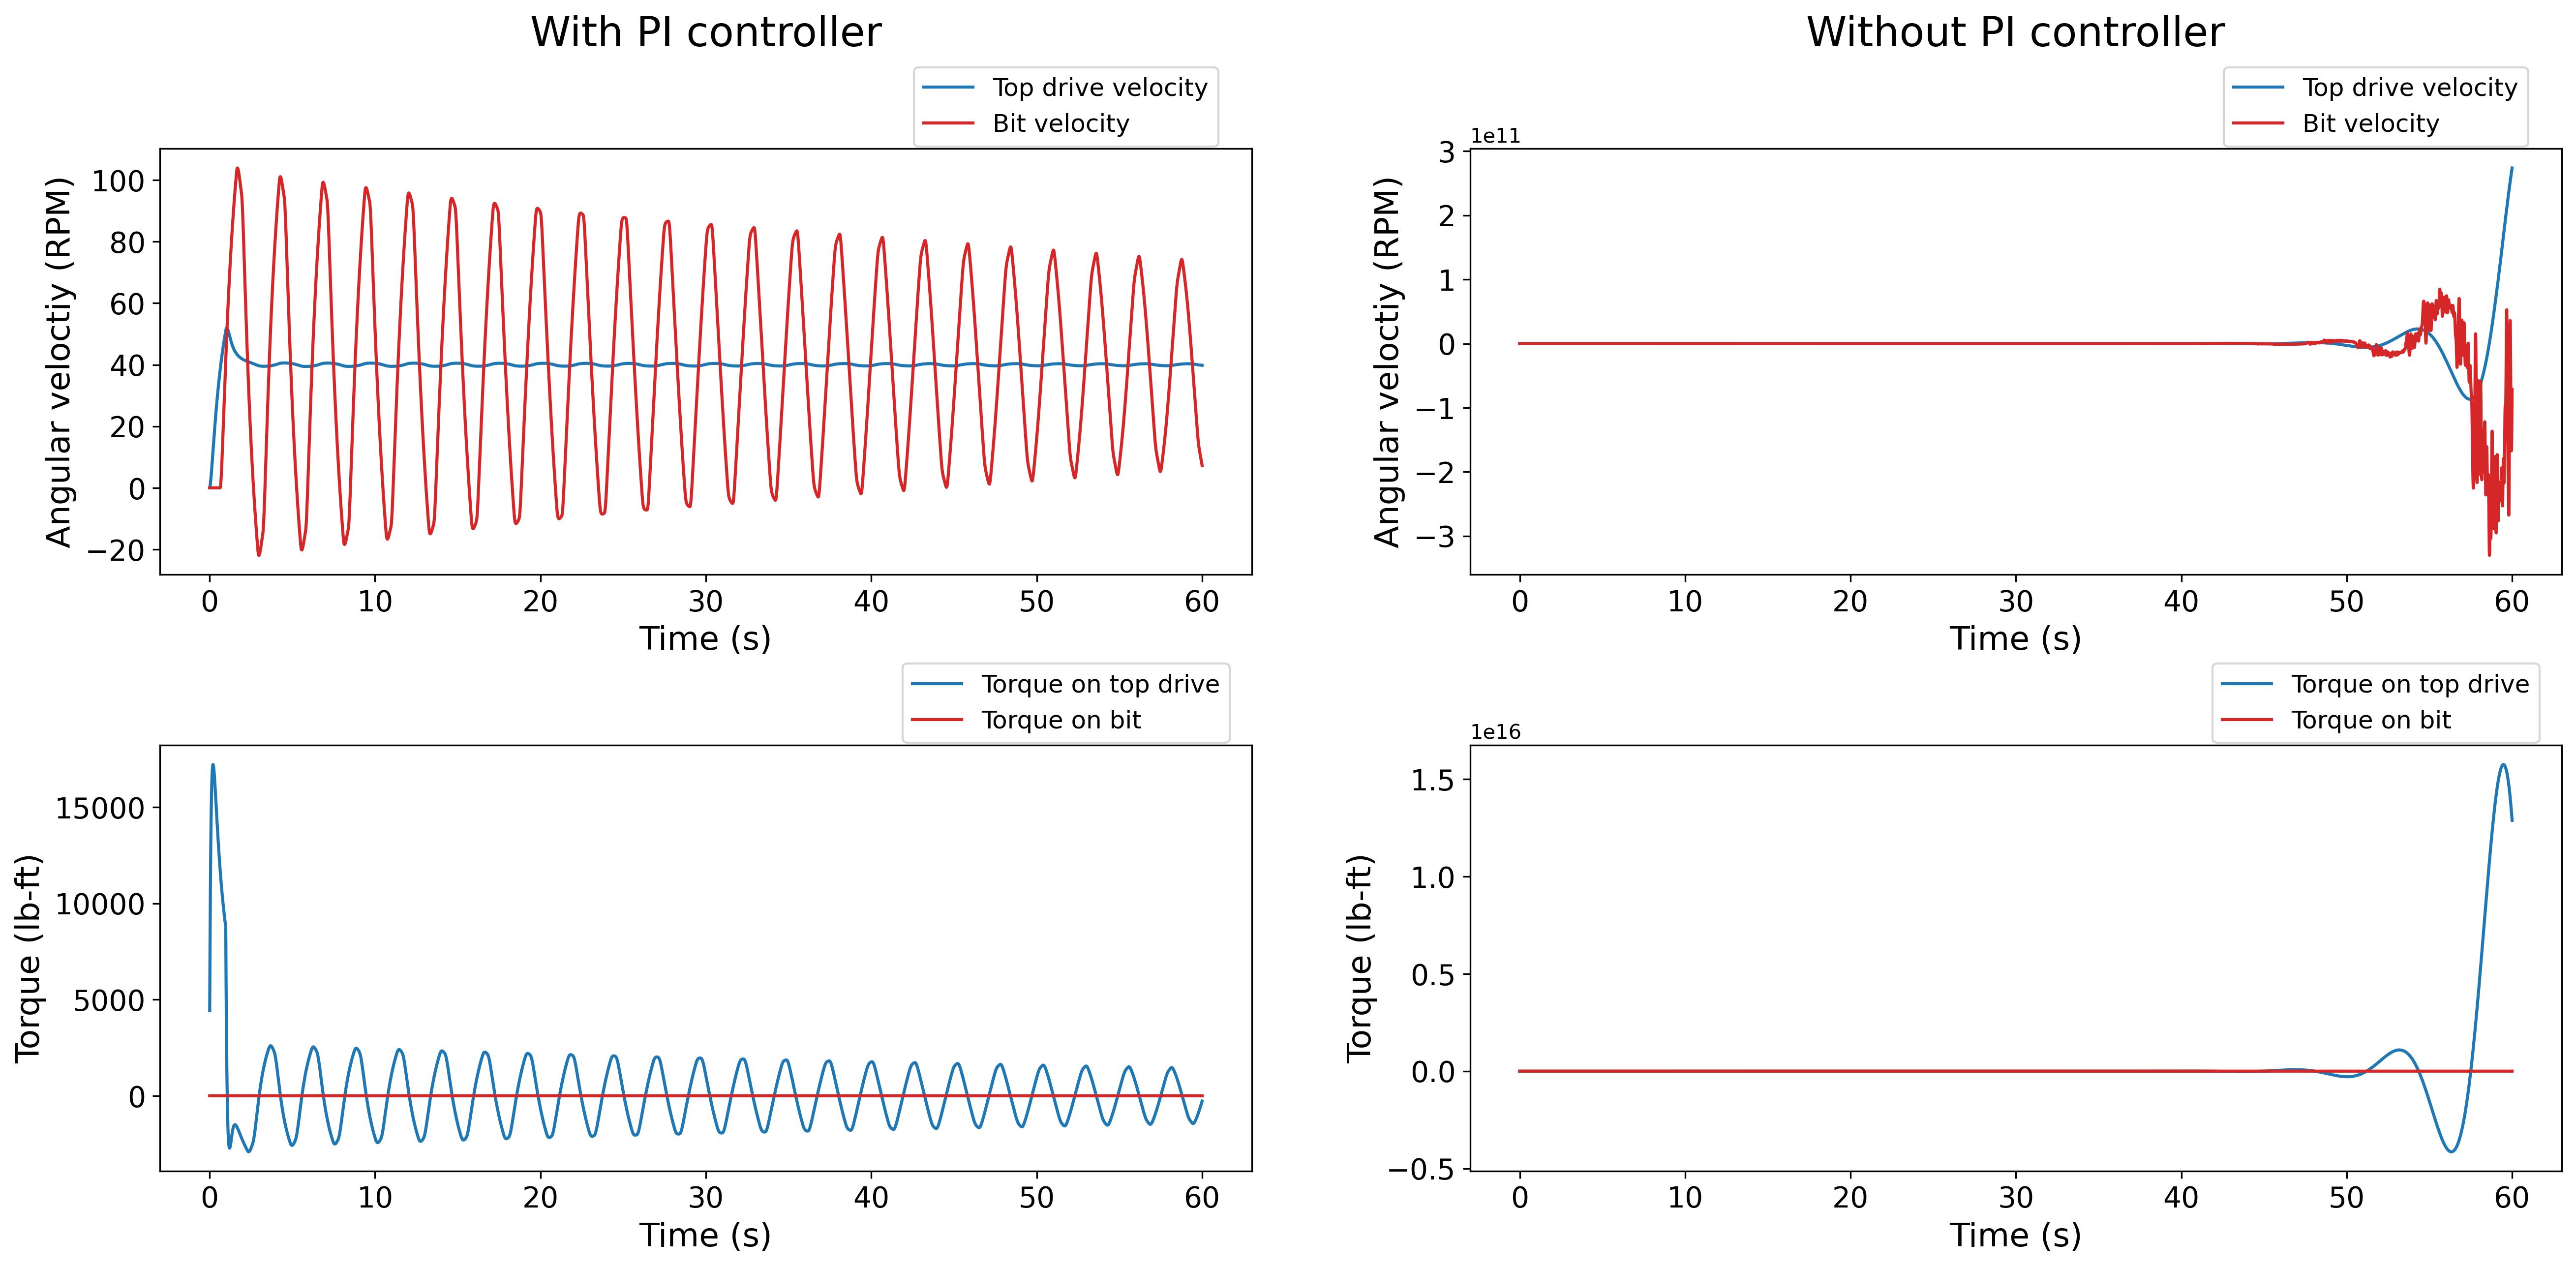 With PI controller
Without PI controller
Top drive velocity
Bit velocity
Angular veloctiy (RPM)
100
80
60
40
20
0
−20
0 10 20 30 40 50 60
Time (s)
Top drive velocity
Bit velocity
1e11
Angular veloctiy (RPM)
3
2
1
0
−1
−2
−3
0 10 20 30 40 50 60
Time (s)
Torque on top drive
Torque on bit
Torque (lb-ft)
15000
10000
5000
0
0 10 20 30 40 50 60
Time (s)
Torque on top drive
Torque on bit
1e16
Torque (lb-ft)
1.5
1.0
0.5
0.0
−0.5
0 10 20 30 40 50 60
Time (s)